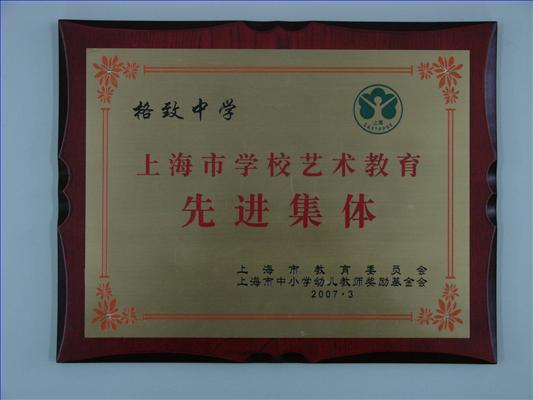 格致中学
上海
上海市学校艺术教育
先进集体
上海市教育委员会
上海市中小学幼儿教师奖励基金会
2007·3